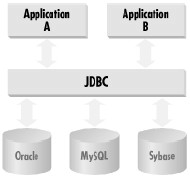 Application
A
Application
B
JDBC
Oracle
MySQL
Sybase